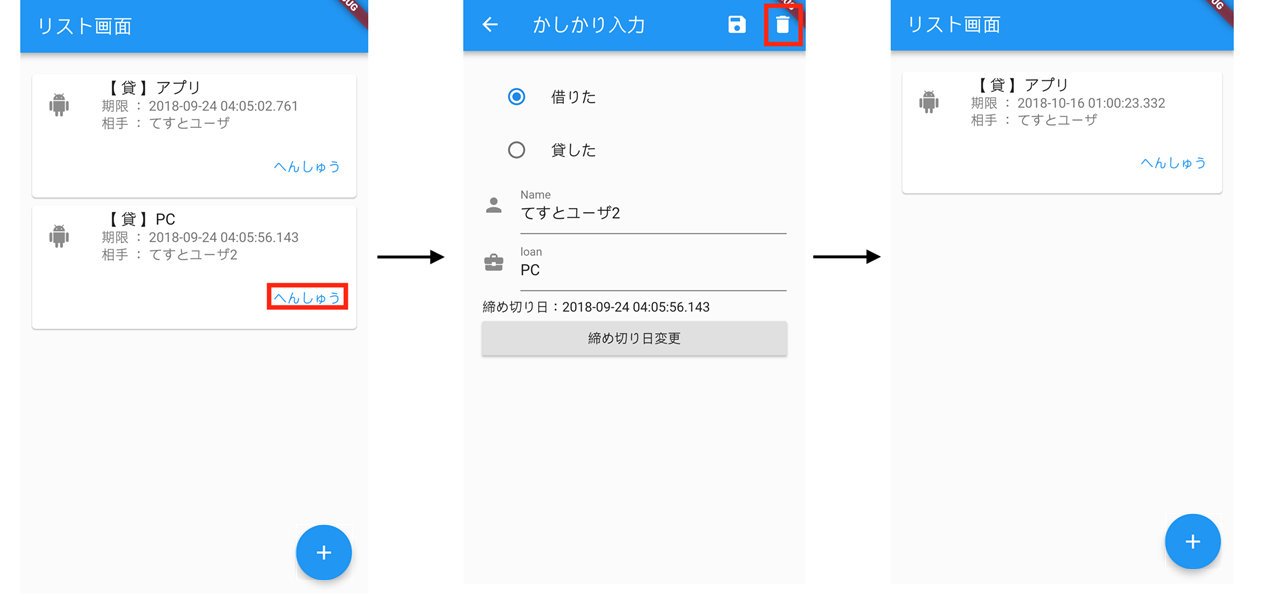 リスト画面
UG
【 貸 】 アプリ
期限 ： 2018-09-24 04:05:02.761
相手 ： てすとユーザ
へんしゅう
【 貸 】 PC
期限 ： 2018-09-24 04:05:56.143
相手 ： てすとユーザ2
へんしゅう
かしかり入力
借りた
貸した
Name
てすとユーザ2
loan
PC
締め切り日：2018-09-24 04:05:56.143
締め切り日変更
リスト画面
UG
【 貸 】 アプリ
期限 ： 2018-10-16 01:00:23.332
相手 ： てすとユーザ
へんしゅう